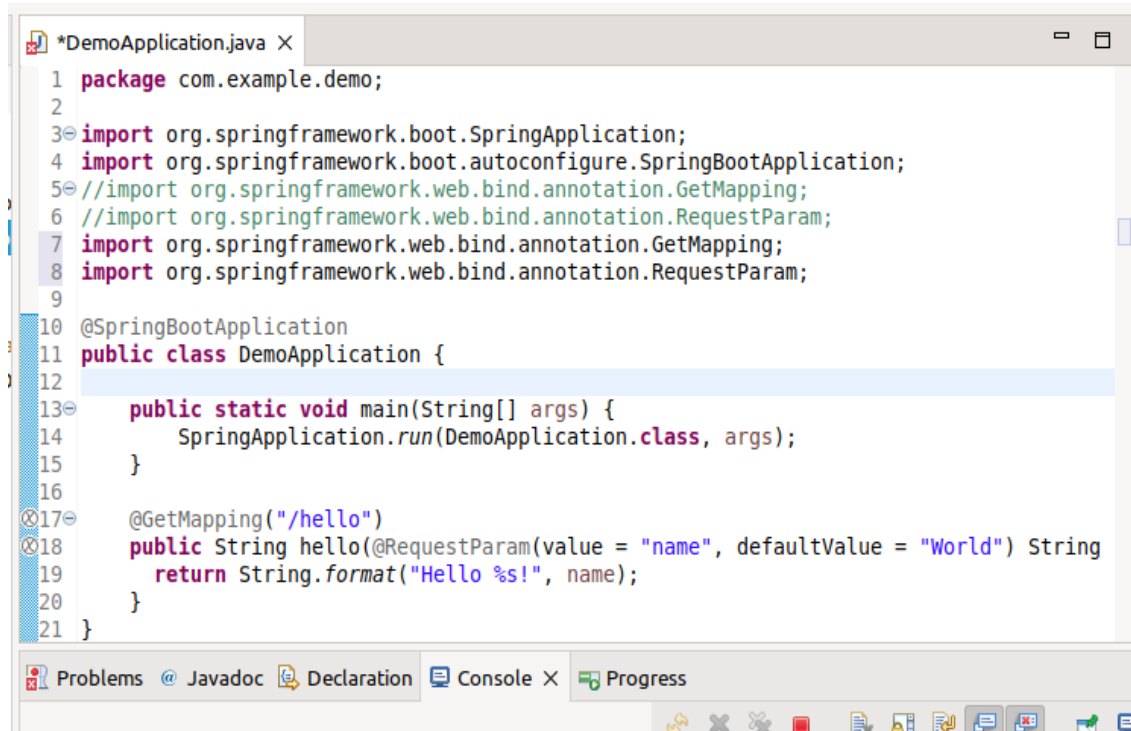 *DemoApplication.java
1 package com.example.demo;
2
3 import org.springframework.boot.SpringApplication;
4 import org.springframework.boot.autoconfigure.SpringBootApplication;
5 //import org.springframework.web.bind.annotation.GetMapping;
6 //import org.springframework.web.bind.annotation.RequestParam;
7 import org.springframework.web.bind.annotation.GetMapping;
8 import org.springframework.web.bind.annotation.RequestParam;
9
10 @SpringBootApplication
11 public class DemoApplication {
12
13 public static void main(String[] args) {
14 SpringApplication.run(DemoApplication.class, args);
15 }
16
17 @GetMapping("/hello")
18 public String hello(@RequestParam(value = "name", defaultValue = "World") String
19 return String.format("Hello %s!", name);
20 }
21 }
Problems @ Javadoc Declaration Console Progress